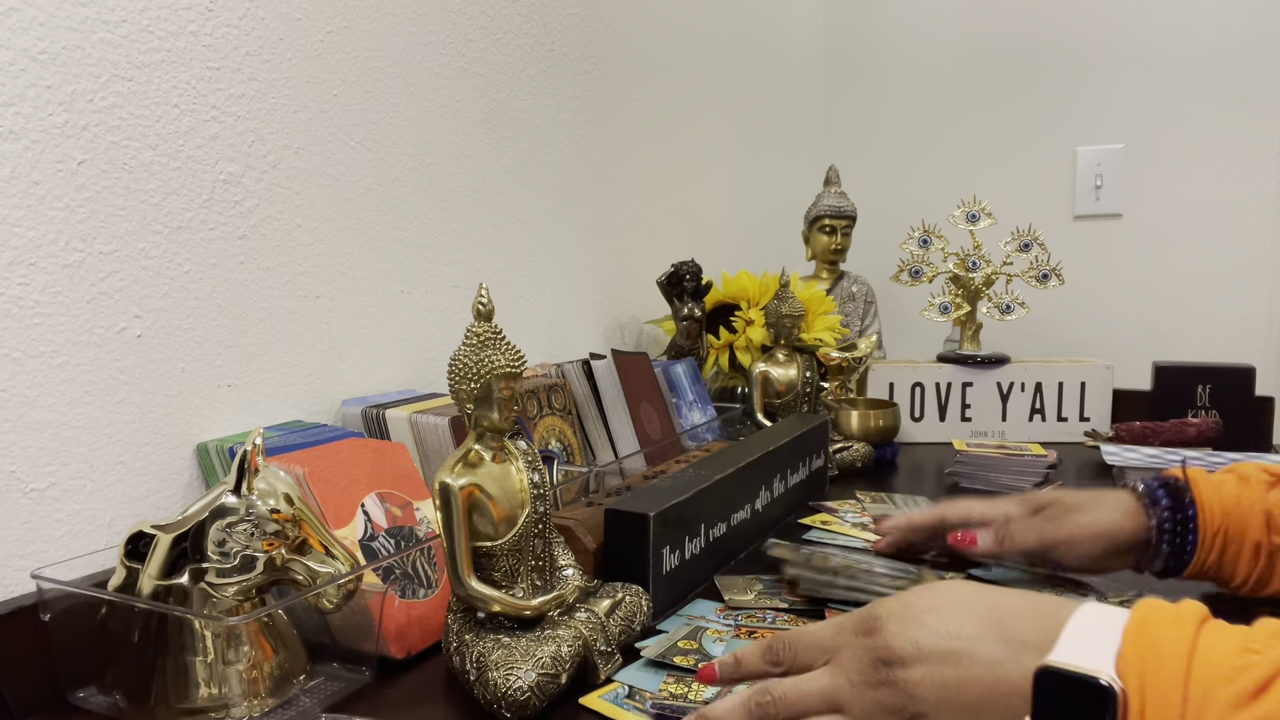 The best view comes after the hardest climb
LOVE Y'ALL
JOHN 3:16
BE
KIND